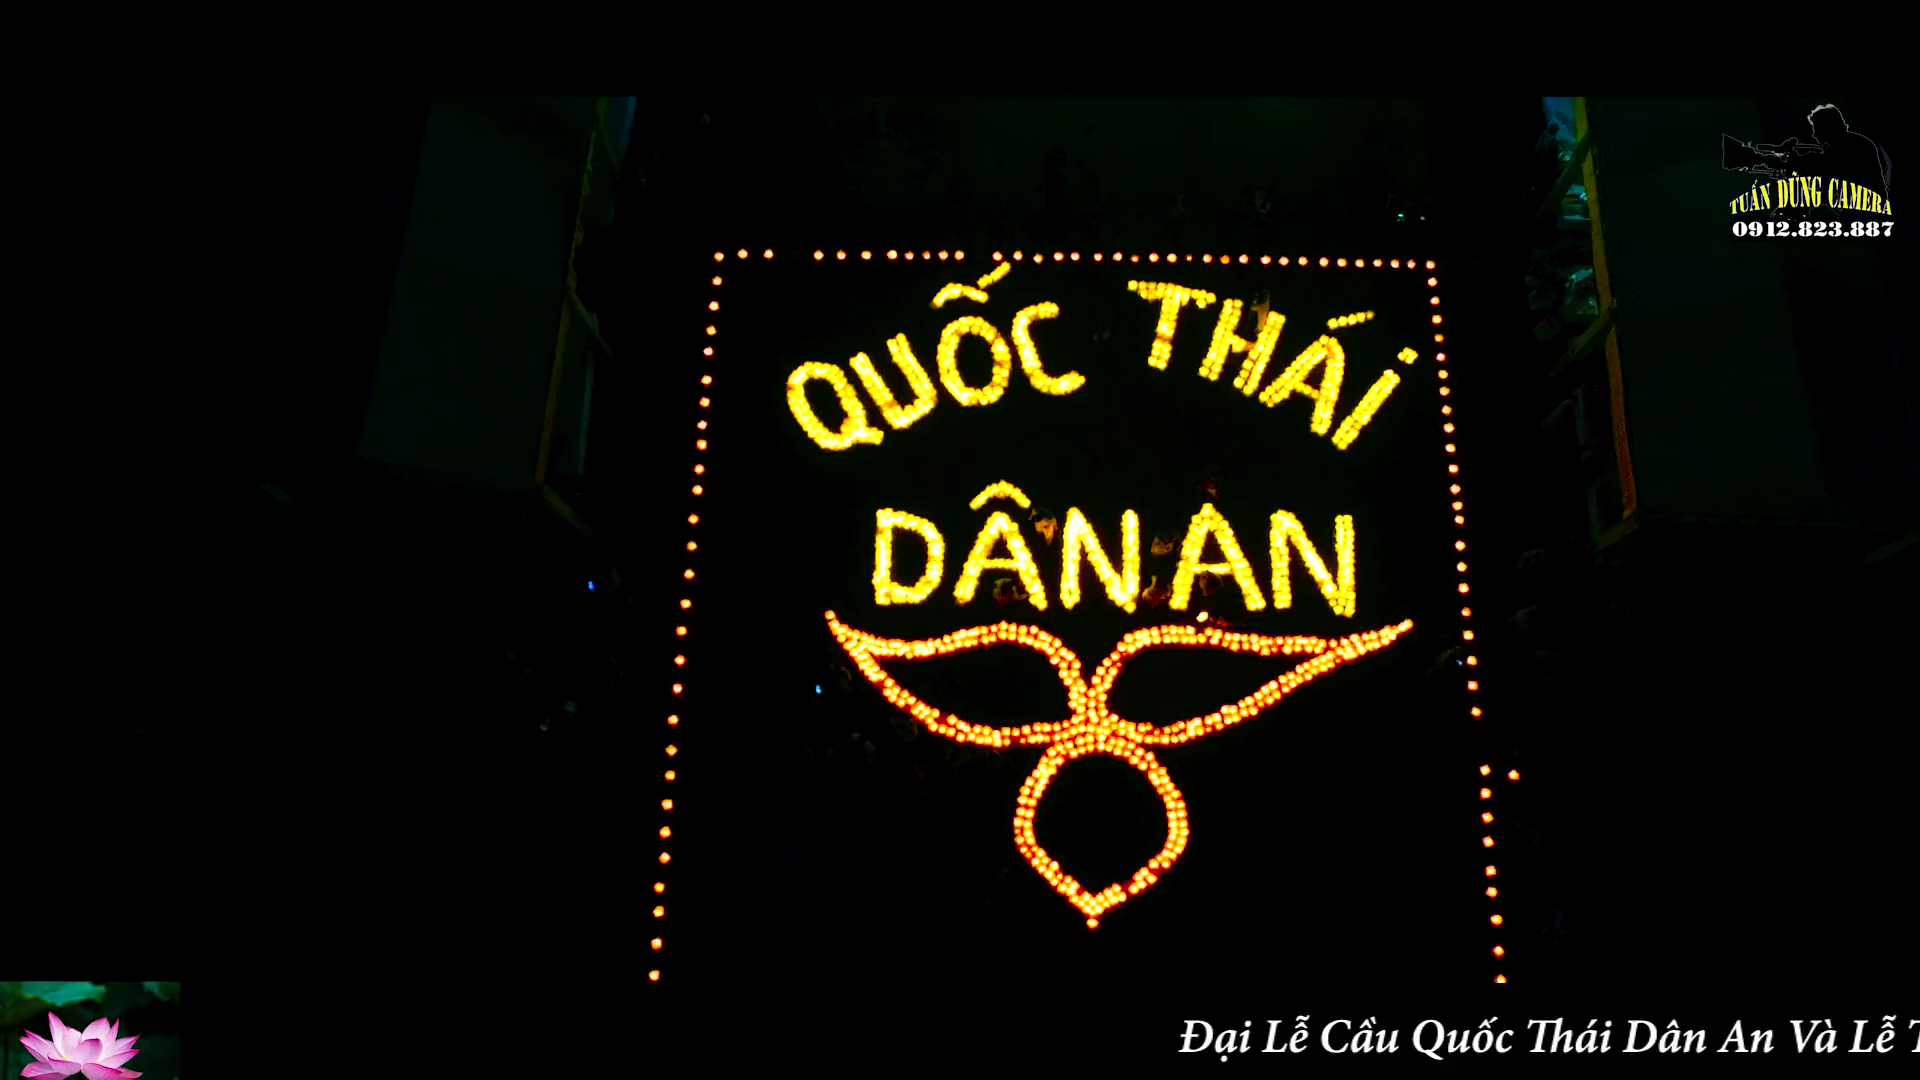 TUẤN DŨNG CAMERA
0912.823.887
QUỐC THÁI
DÂN AN
Đại Lễ Cầu Quốc Thái Dân An Và Lễ T